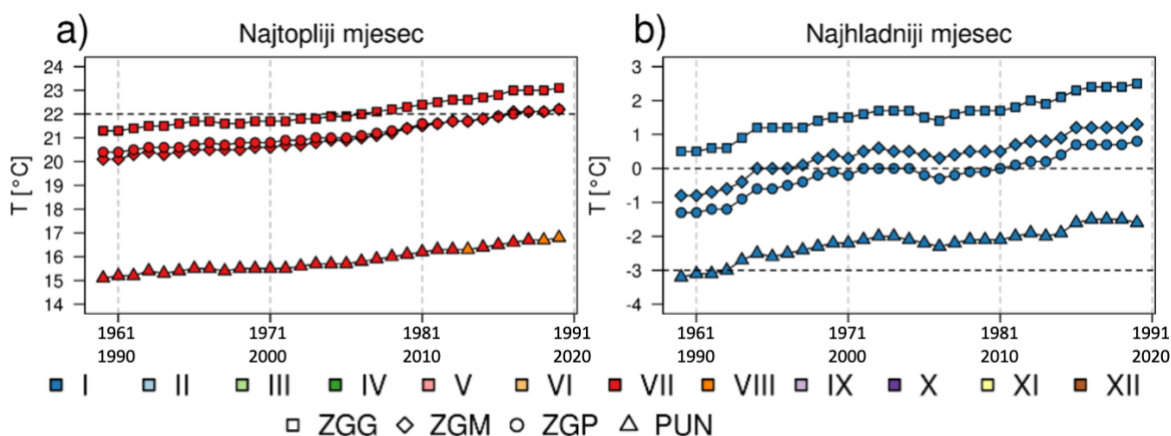 a) Najtopliji mjesec
24
23
22
21
20
19
18
17
16
15
14
T [°C]
1961 1971 1981 1991
1990 2000 2010 2020
b) Najhladniji mjesec
3
2
1
0
-1
-2
-3
-4
T [°C]
1961 1971 1981 1991
1990 2000 2010 2020
I II III IV V VI VII VIII IX X XI XII
ZGG ZGM ZGP PUN